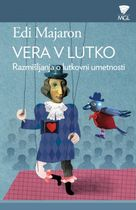 MGL
Edi Majaron
VERA V LUTKO
Razmišljanja o lutkovni umetnosti